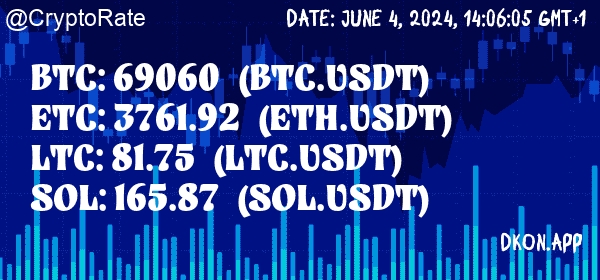 @CryptoRate
DATE: JUNE 4, 2024, 14:06:05 GMT+1
BTC: 69060 (BTC.USDT)
ETC: 3761.92 (ETH.USDT)
LTC: 81.75 (LTC.USDT)
SOL: 165.87 (SOL.USDT)
DKON.APP